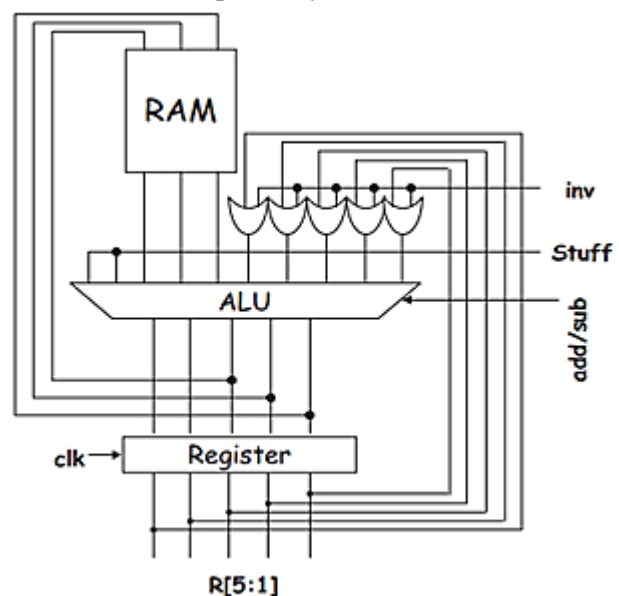 RAM
inv
Stuff
ALU
add/sub
clk
Register
R[5:1]